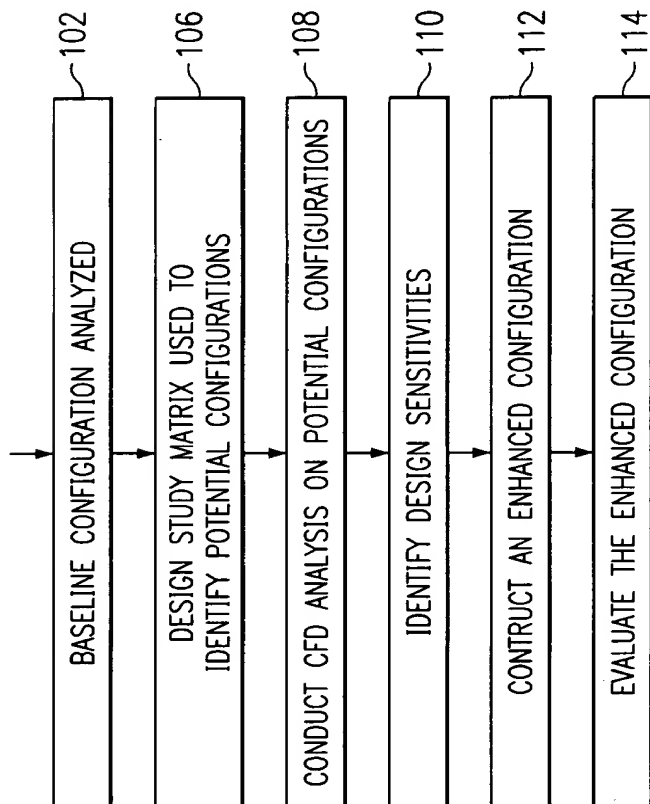 BASELINE CONFIGURATION ANALYZED
102
DESIGN STUDY MATRIX USED TO
IDENTIFY POTENTIAL CONFIGURATIONS
106
CONDUCT CFD ANALYSIS ON POTENTIAL CONFIGURATIONS
108
IDENTIFY DESIGN SENSITIVITIES
110
CONTRUCT AN ENHANCED CONFIGURATION
112
EVALUATE THE ENHANCED CONFIGURATION
114